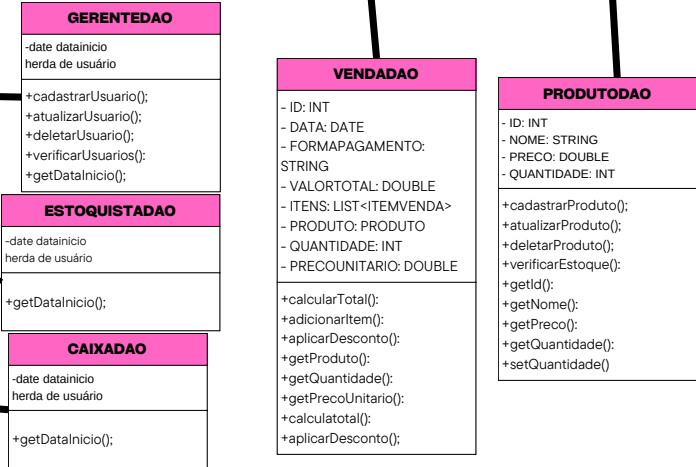 GERENTEDAO
-date datainicio
herda de usuário
+cadastrarUsuario();
+atualizarUsuario();
+deletarUsuario();
+verificarUsuarios():
+getDataInicio();
ESTOQUISTADAO
-date datainicio
herda de usuário
+getDataInicio();
CAIXADAO
-date datainicio
herda de usuário
+getDataInicio();
VENDADAO
- ID: INT
- DATA: DATE
- FORMAPAGAMENTO:
STRING
- VALORTOTAL: DOUBLE
- ITENS: LIST<ITEMVENDA>
- PRODUTO: PRODUTO
- QUANTIDADE: INT
- PRECOUNITARIO: DOUBLE
+calcularTotal():
+adicionarItem():
+aplicarDesconto():
+getProduto():
+getQuantidade():
+getPrecoUnitario():
+calculatotal():
+aplicarDesconto();
PRODUTODAO
- ID: INT
- NOME: STRING
- PRECO: DOUBLE
- QUANTIDADE: INT
+cadastrarProduto();
+atualizarProduto();
+deletarProduto();
+verificarEstoque():
+getId():
+getNome():
+getPreco():
+getQuantidade():
+setQuantidade()